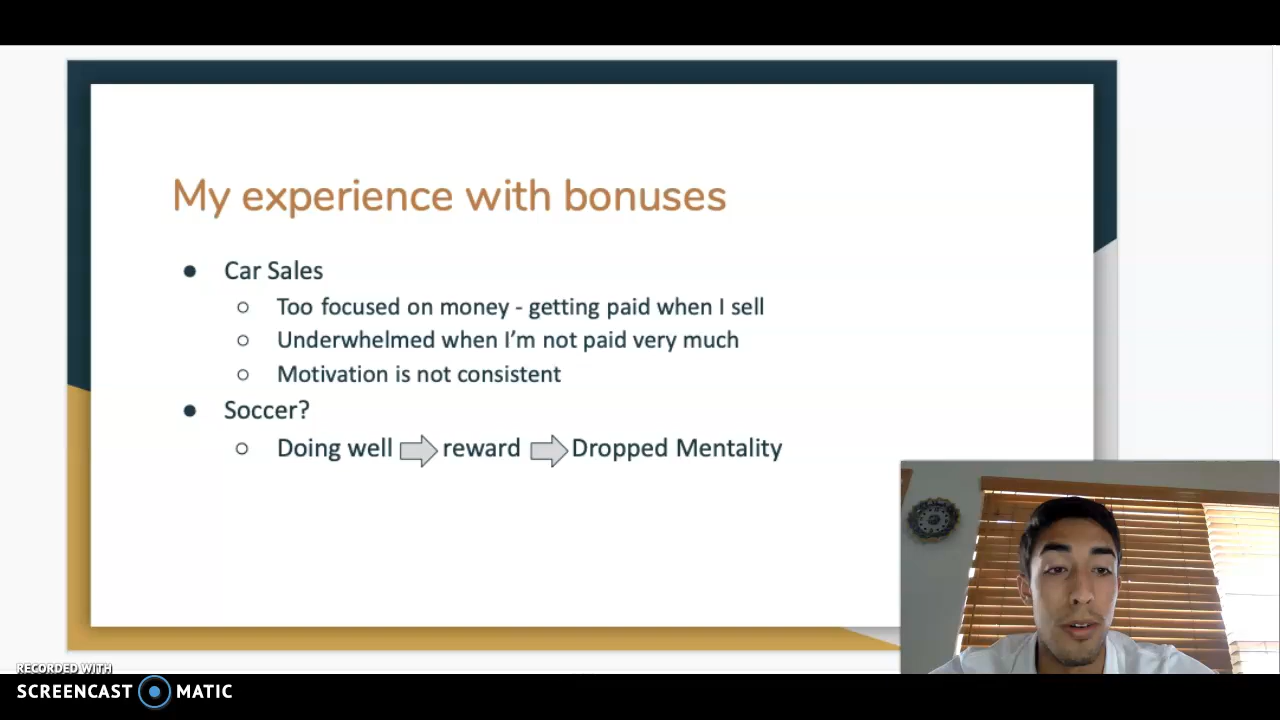 My experience with bonuses
Car Sales
Too focused on money - getting paid when I sell
Underwhelmed when I'm not paid very much
Motivation is not consistent
Soccer?
Doing well reward Dropped Mentality
RECORDED WITH
SCREENCAST MATIC